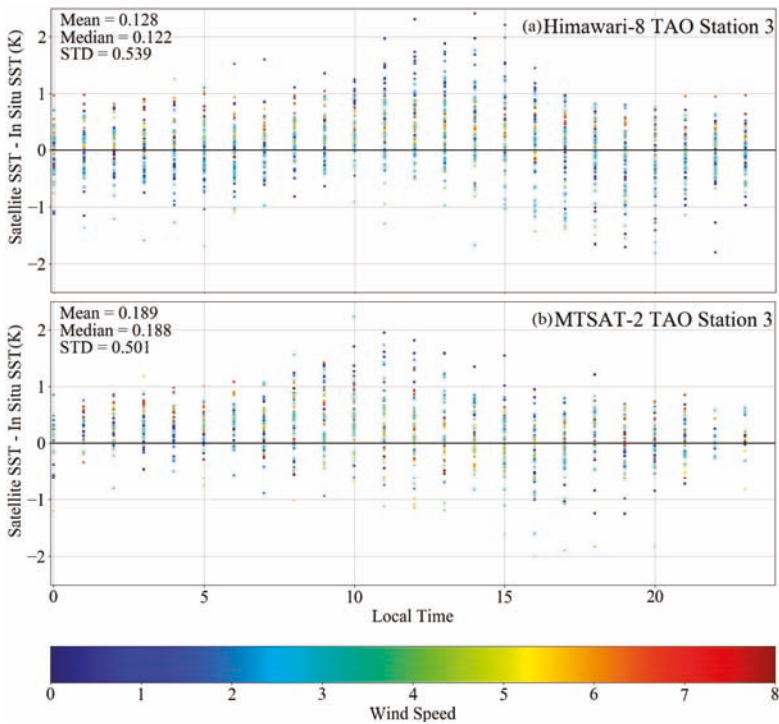 Mean = 0.128
Median = 0.122
STD = 0.539
(a)Himawari-8 TAO Station 3
Satellite SST - In Situ SST(K)
2
1
0
−1
−2
Mean = 0.189
Median = 0.188
STD = 0.501
(b)MTSAT-2 TAO Station 3
Satellite SST - In Situ SST(K)
2
1
0
−1
−2
0 5 10 15 20
Local Time
0 1 2 3 4 5 6 7 8
Wind Speed